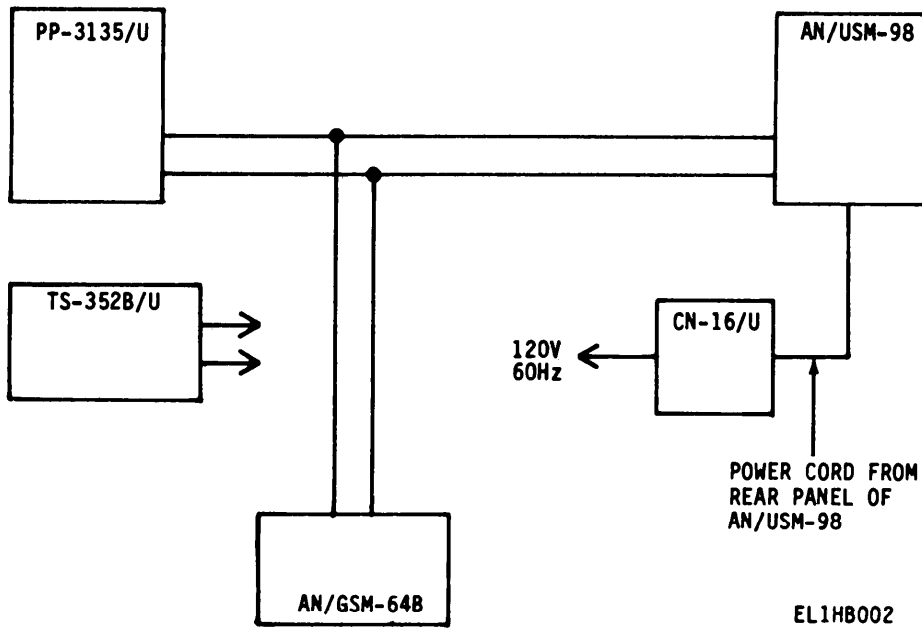 PP-3135/U
AN/USM-98
TS-352B/U
CN-16/U
120V
60Hz
POWER CORD FROM
REAR PANEL OF
AN/USM-98
AN/GSM-64B
EL1HB002